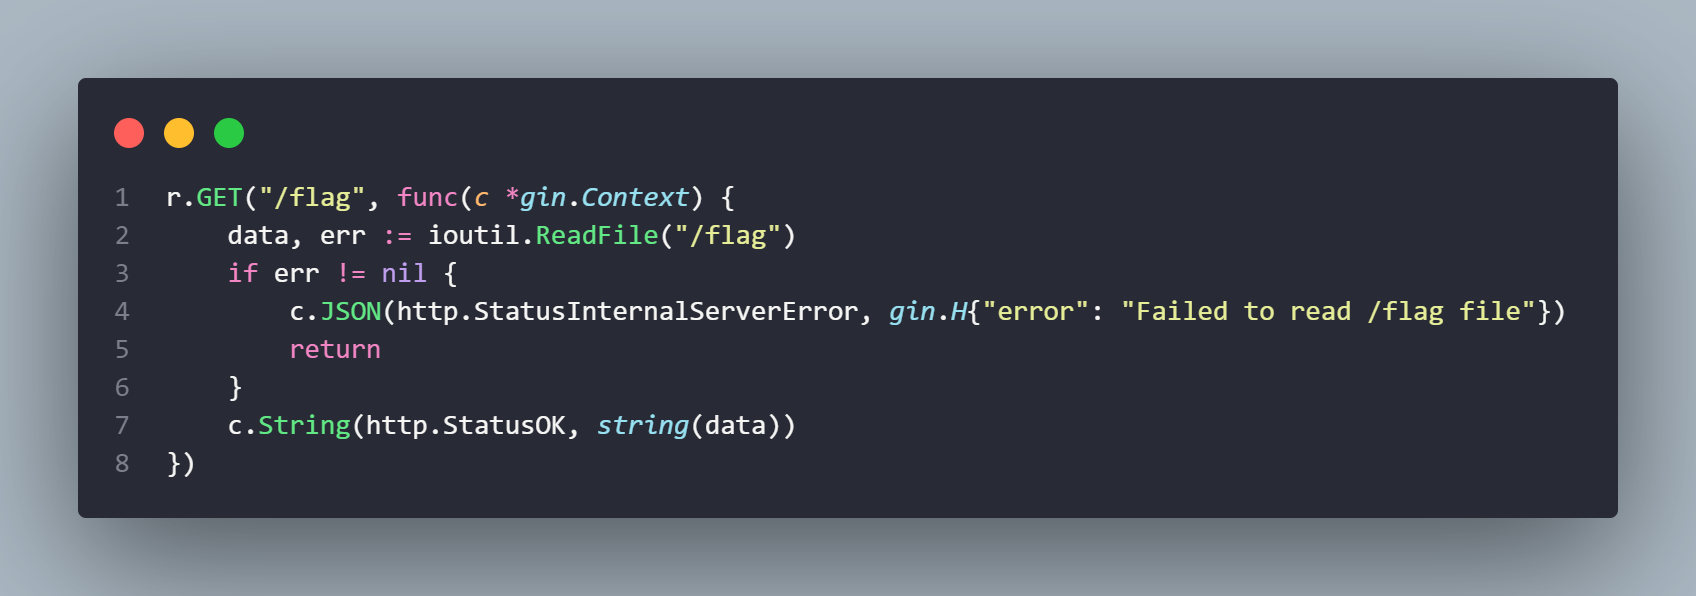 1 r.GET("/flag", func(c *gin.Context) {
2     data, err := ioutil.ReadFile("/flag")
3     if err != nil {
4         c.JSON(http.StatusInternalServerError, gin.H{"error": "Failed to read /flag file"})
5         return
6     }
7     c.String(http.StatusOK, string(data))
8 })